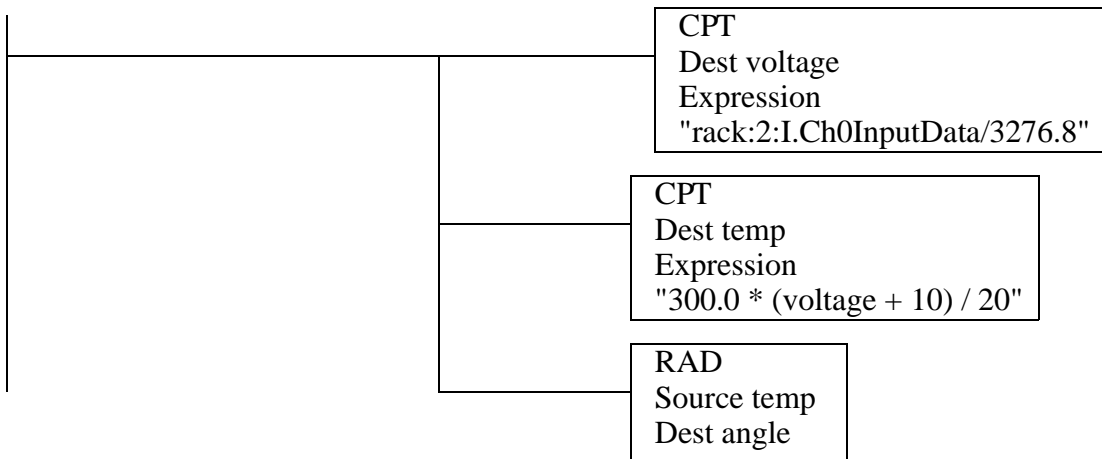 CPT
Dest voltage
Expression
"rack:2:I.Ch0InputData/3276.8"
CPT
Dest temp
Expression
"300.0 * (voltage + 10) / 20"
RAD
Source temp
Dest angle